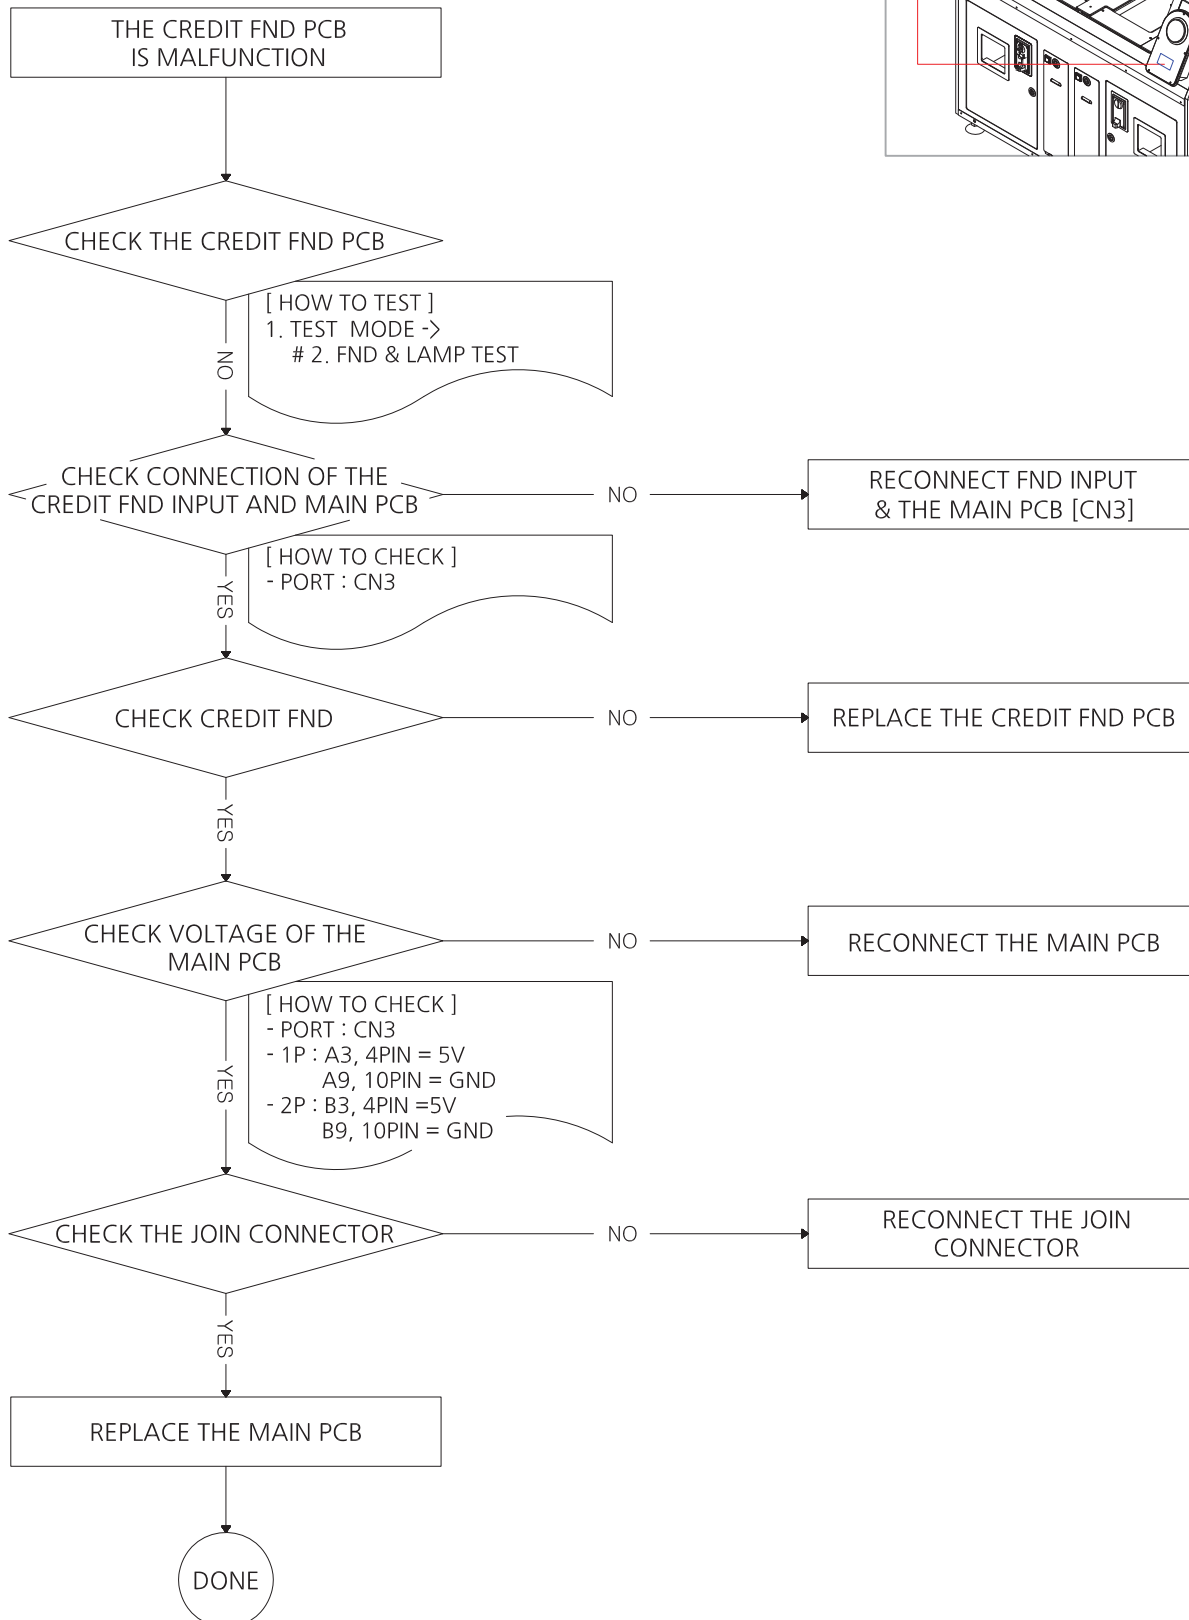 THE CREDIT FND PCB
IS MALFUNCTION
CHECK THE CREDIT FND PCB
[ HOW TO TEST ]
1. TEST MODE ->
# 2. FND & LAMP TEST
NO
CHECK CONNECTION OF THE
CREDIT FND INPUT AND MAIN PCB
NO
RECONNECT FND INPUT
& THE MAIN PCB [CN3]
[ HOW TO CHECK ]
- PORT : CN3
YES
CHECK CREDIT FND
NO
REPLACE THE CREDIT FND PCB
YES
CHECK VOLTAGE OF THE
MAIN PCB
NO
RECONNECT THE MAIN PCB
[ HOW TO CHECK ]
- PORT : CN3
- 1P : A3, 4PIN = 5V
A9, 10PIN = GND
- 2P : B3, 4PIN =5V
B9, 10PIN = GND
YES
CHECK THE JOIN CONNECTOR
NO
RECONNECT THE JOIN
CONNECTOR
YES
REPLACE THE MAIN PCB
DONE